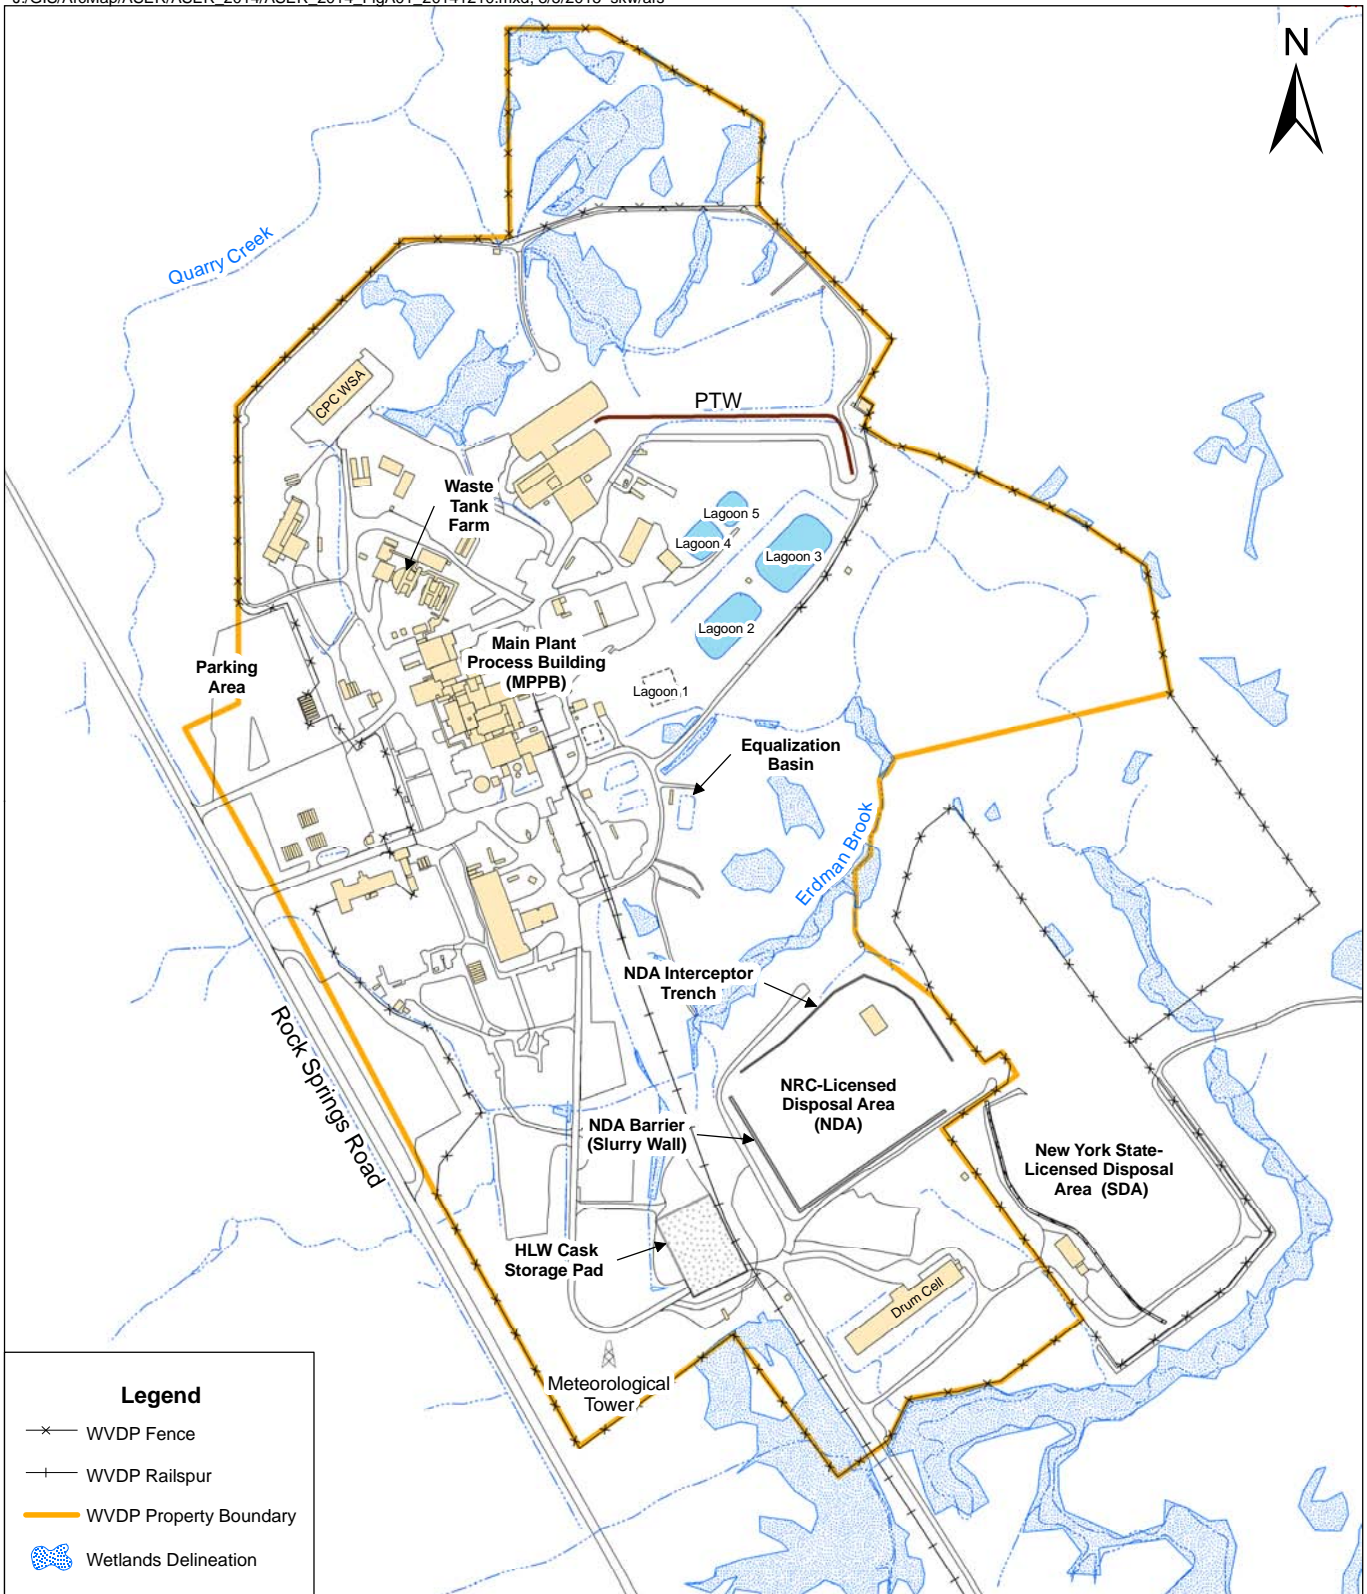 N
Quarry Creek
CPC WSA
PTW
Waste
Tank
Farm
Lagoon 5
Lagoon 4
Lagoon 3
Lagoon 2
Main Plant
Process Building
(MPPB)
Parking
Area
Lagoon 1
Equalization
Basin
Erdman Brook
NDA Interceptor
Trench
Rock Springs Road
NRC-Licensed
Disposal Area
(NDA)
NDA Barrier
(Slurry Wall)
New York State-
Licensed Disposal
Area (SDA)
HLW Cask
Storage Pad
Drum Cell
Meteorological
Tower
Legend
WVDP Fence
WVDP Railspur
WVDP Property Boundary
Wetlands Delineation